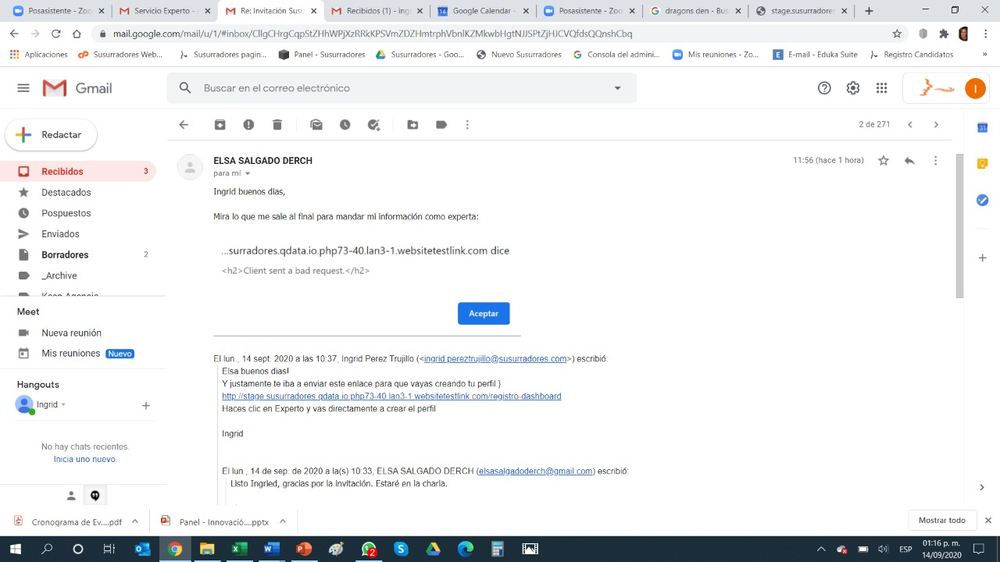 Posasistente - Zoo
Servicio Experto -
Re: Invitación Susu
Recibidos (1) - ing
Google Calendar -
Posasistente - Zoo
dragons den - Bus
stage.susurradores
mail.google.com/mail/u/1/#inbox/CllgCHrgCqpStZHhWPjXzRRkKPSVmZDZHmtrphVbnlKZMkwbHgtNJJSPtZjHJCVQfdsQQnshCbq
Aplicaciones
Susurradores Web...
Susurradores pagin...
Panel - Susurradores
Susurradores - Goo...
Nuevo Susurradores
Consola del admini...
Mis reuniones - Zo...
E-mail - Eduka Suite
Registro Candidatos
»
Gmail
Buscar en el correo electrónico
I
Redactar
2 de 271
Recibidos 3
Destacados
Pospuestos
Enviados
Borradores 2
_Archive
Meet
Nueva reunión
Mis reuniones Nuevo
Hangouts
Ingrid
No hay chats recientes.
Inicia uno nuevo.
ELSA SALGADO DERCH
11:56 (hace 1 hora)
para mí
Ingrid buenos dias,
Mira lo que me sale al final para mandar mi información como experta:
...surradores.qdata.io.php73-40.lan3-1.websitetestlink.com dice
<h2>Client sent a bad request.</h2>
Aceptar
El lun., 14 sept. 2020 a las 10:37, Ingrid Perez Trujillo (<ingrid.pereztrujillo@susurradores.com>) escribió:
Elsa buenos dias!
Y justamente te iba a enviar este enlace para que vayas creando tu perfil.}
http://stage.susurradores.qdata.io.php73-40.lan3-1.websitetestlink.com/registro-dashboard
Haces clic en Experto y vas directamente a crear el perfil
Ingrid
El lun., 14 de sep. de 2020 a la(s) 10:33, ELSA SALGADO DERCH (elsasalgadoderch@gmail.com) escribió:
Listo Ingried, gracias por la invitación. Estaré en la charla.
Cronograma de Ev....pdf
Panel - Innovació....pptx
Mostrar todo
2
ESP
01:16 p. m.
14/09/2020